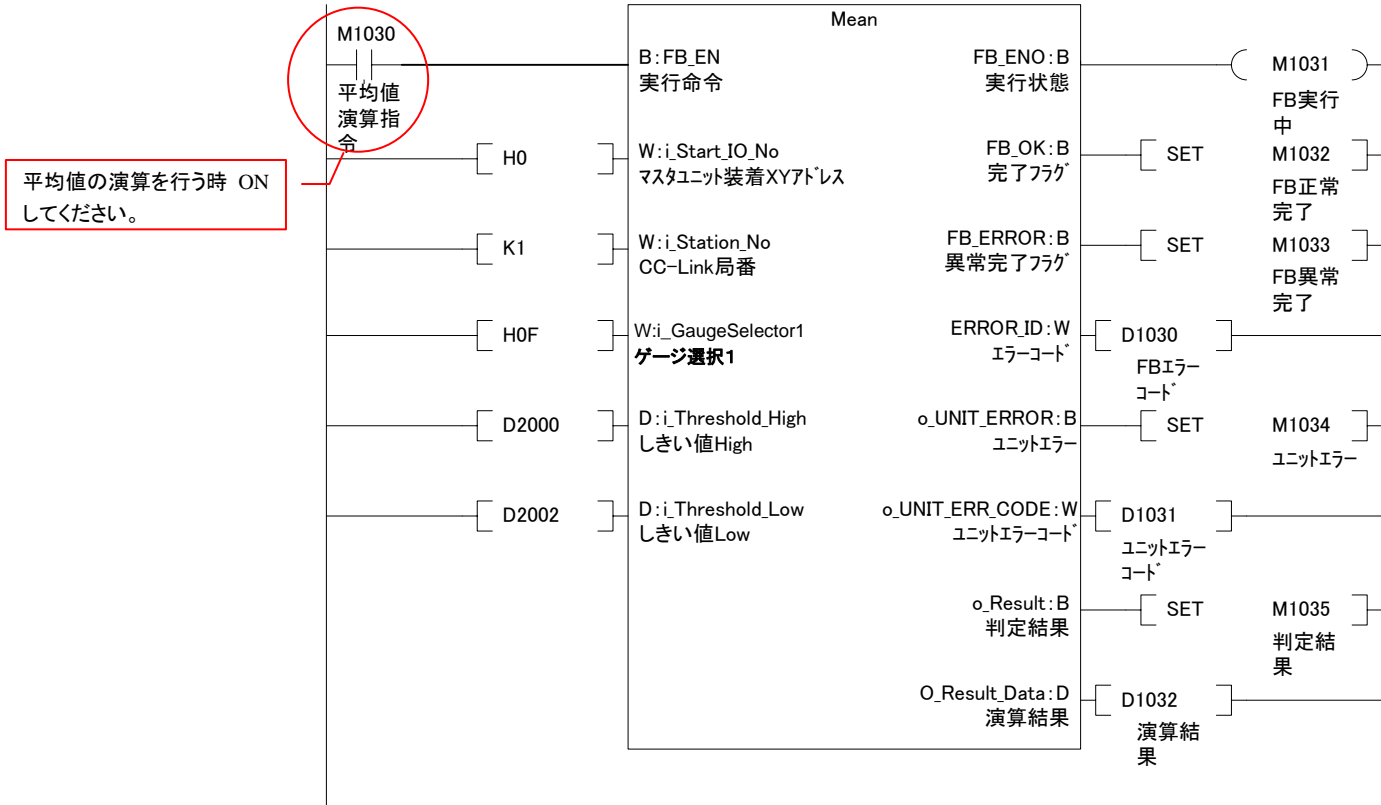 Mean
M1030
平均値
演算指
令
平均値の演算を行う時 ON
してください。
B:FB_EN
実行命令
FB_ENO:B
実行状態
M1031
FB実行
中
H0
W:i_Start_IO_No
マスタユニット装着XYアドレス
FB_OK:B
完了フラグ
SET
M1032
FB正常
完了
K1
W:i_Station_No
CC-Link局番
FB_ERROR:B
異常完了フラグ
SET
M1033
FB異常
完了
H0F
W:i_GaugeSelector1
ゲージ選択1
ERROR_ID:W
エラーコード
D1030
FBエラー
コード
D2000
D:i_Threshold_High
しきい値High
o_UNIT_ERROR:B
ユニットエラー
SET
M1034
ユニットエラー
D2002
D:i_Threshold_Low
しきい値Low
o_UNIT_ERR_CODE:W
ユニットエラーコード
D1031
ユニットエラー
コード
o_Result:B
判定結果
SET
M1035
判定結
果
O_Result_Data:D
演算結果
D1032
演算結
果